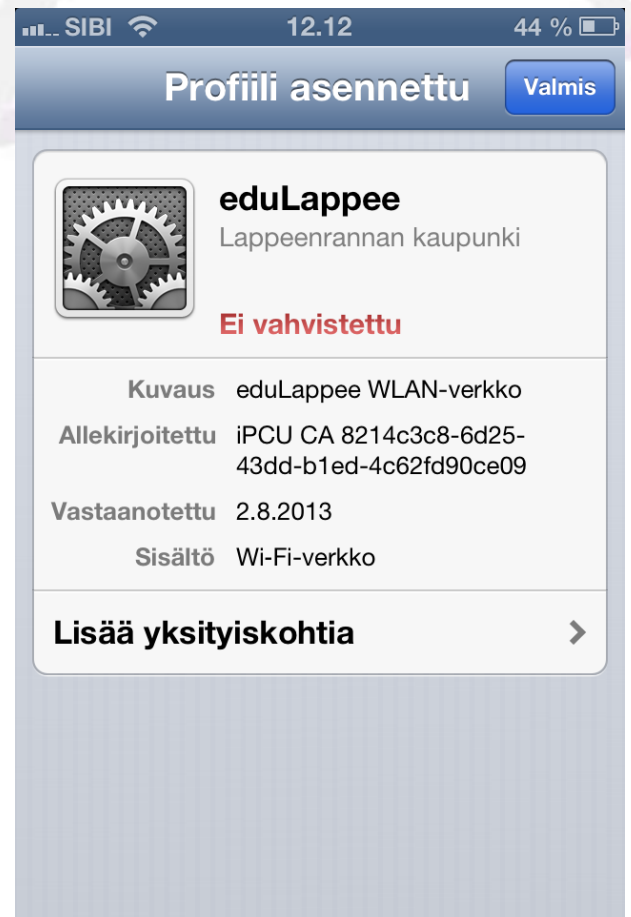 SIBI 12.12 44 %
Profiili asennettu Valmis
eduLappee
Lappeenrannan kaupunki
Ei vahvistettu
Kuvaus eduLappee WLAN-verkko
Allekirjoitettu iPCU CA 8214c3c8-6d25-
43dd-b1ed-4c62fd90ce09
Vastaanotettu 2.8.2013
Sisältö Wi-Fi-verkko
Lisää yksityiskohtia